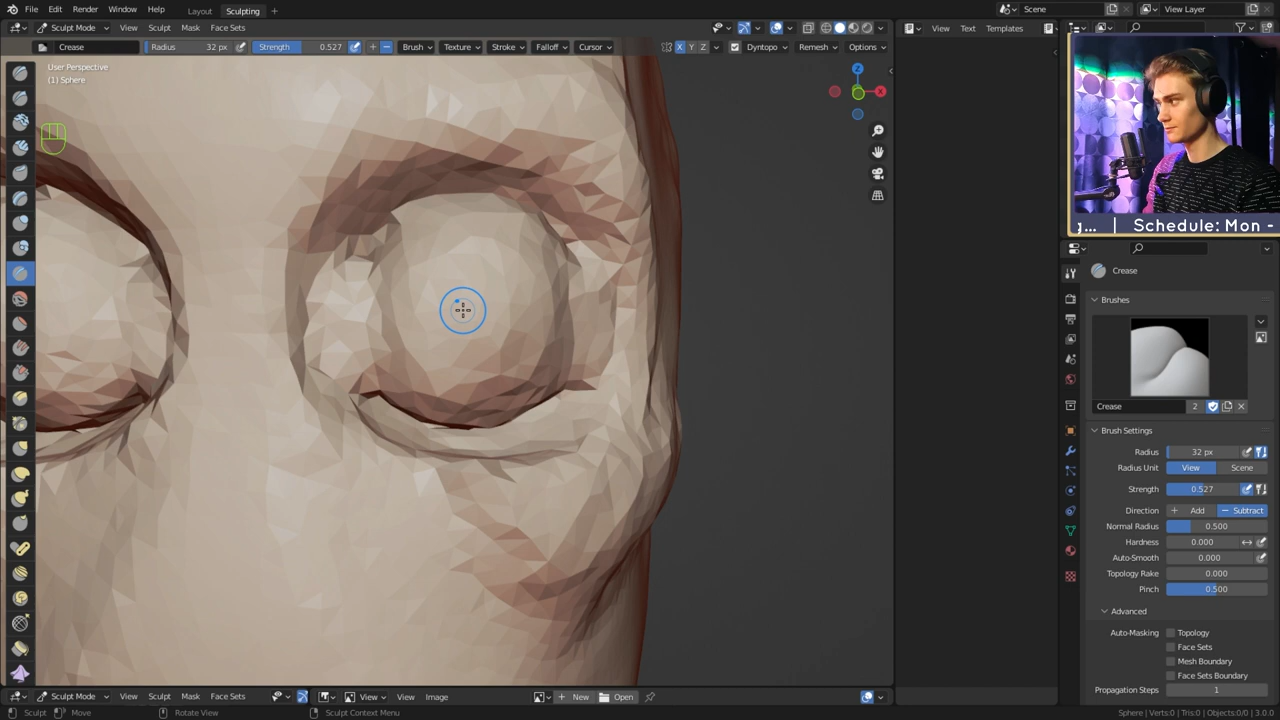 File Edit Render Window Help Layout Sculpting Scene View Layer
Sculpt Mode View Sculpt Mask Face Sets View Text Templates
Crease Radius 32 px Strength 0.527 Brush Texture Stroke Falloff Cursor X Y Z Dyntopo Remesh Options
User Perspective
(1) Sphere
Z
X
g... | Schedule: Mon -
Crease
Brushes
Crease 2
Brush Settings
Radius 32 px
Radius Unit View Scene
Strength 0.527
Direction Add Subtract
Normal Radius 0.500
Hardness 0.000
Auto-Smooth 0.000
Topology Rake 0.000
Pinch 0.500
Advanced
Auto-Masking Topology
Face Sets
Mesh Boundary
Face Sets Boundary
Propagation Steps 1
Sculpt Mode View Sculpt Mask Face Sets View View Image New Open
Sculpt Move Rotate View Sculpt Context Menu Sphere | Verts:0 | Tris:0 | Objects:0/0 | 3.0.0